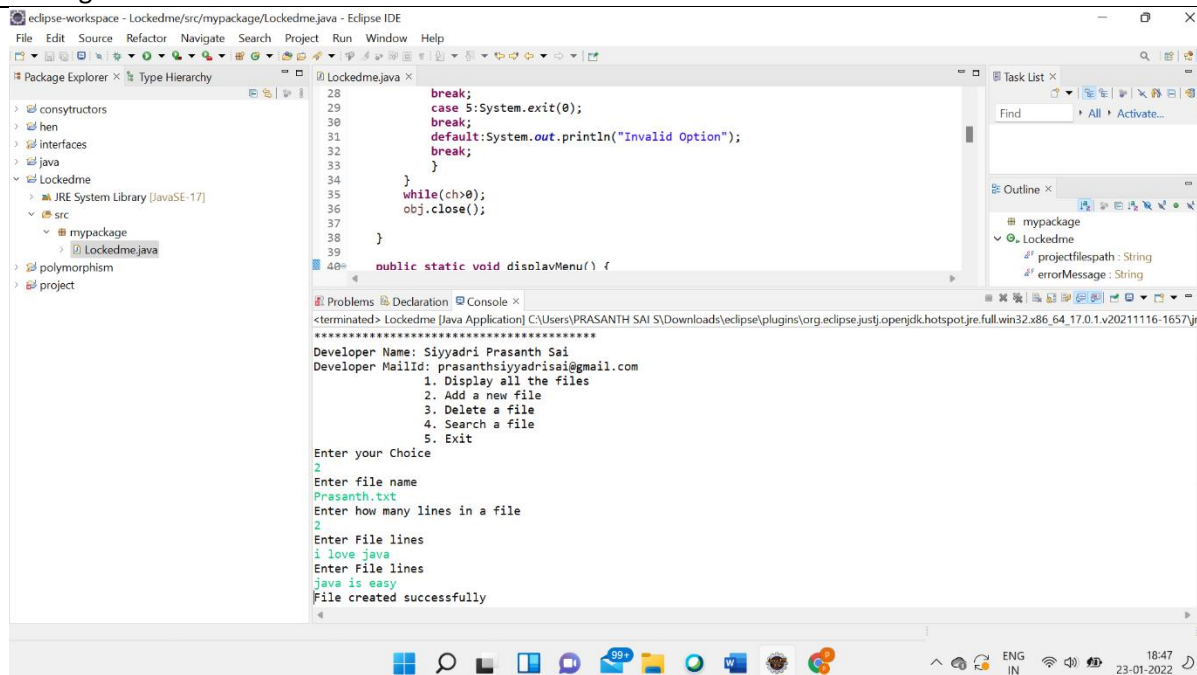 eclipse-workspace - Lockedme/src/mypackage/Lockedme.java - Eclipse IDE
File Edit Source Refactor Navigate Search Project Run Window Help
Package Explorer × Type Hierarchy
consytructors
hen
interfaces
java
Lockedme
JRE System Library [JavaSE-17]
src
mypackage
Lockedme.java
polymorphism
project
Lockedme.java ×
28 break;
29 case 5:System.exit(0);
30 break;
31 default:System.out.println("Invalid Option");
32 break;
33 }
34 }
35 while(ch>0);
36 obj.close();
37
38 }
39
40 public static void displayMenu() {
Task List ×
Find All Activate...
Outline ×
mypackage
Lockedme
projectfilespath : String
errorMessage : String
Problems Declaration Console ×
<terminated> Lockedme [Java Application] C:\Users\PRASANTH SAI S\Downloads\eclipse\plugins\org.eclipse.justj.openjdk.hotspot.jre.full.win32.x86_64_17.0.1.v20211116-1657\jr
*****************************************
Developer Name: Siyyadri Prasanth Sai
Developer MailId: prasanthsiyyadrisai@gmail.com
1. Display all the files
2. Add a new file
3. Delete a file
4. Search a file
5. Exit
Enter your Choice
2
Enter file name
Prasanth.txt
Enter how many lines in a file
2
Enter File lines
i love java
Enter File lines
java is easy
File created successfully
99+
ENG
IN
18:47
23-01-2022